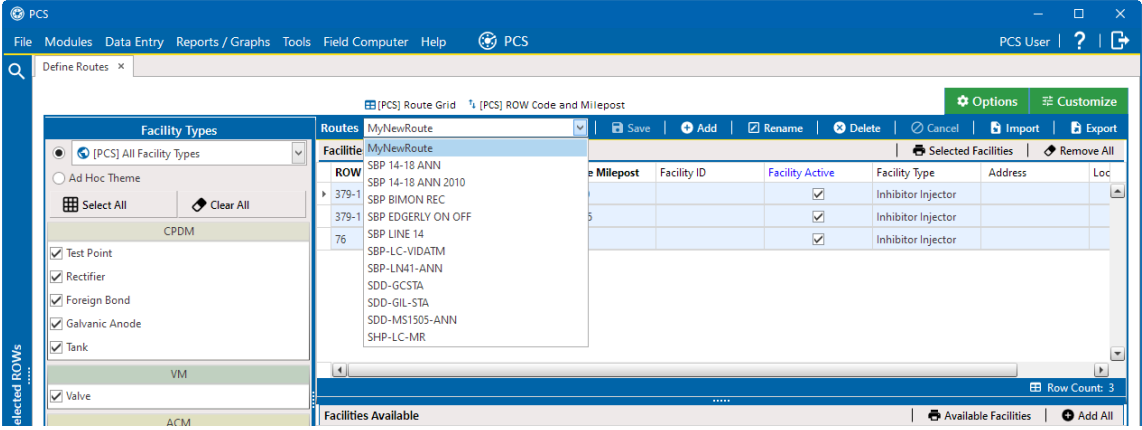 PCS
File Modules Data Entry Reports / Graphs Tools Field Computer Help PCS PCS User ?
Define Routes ×
[PCS] Route Grid [PCS] ROW Code and Milepost Options Customize
Facility Types
[PCS] All Facility Types
Ad Hoc Theme
Select All Clear All
CPDM
Test Point
Rectifier
Foreign Bond
Galvanic Anode
Tank
VM
Valve
ACM
elected ROWs
Routes MyNewRoute Save Add Rename Delete Cancel Import Export
Facilitie Selected Facilities Remove All
ROW e Milepost Facility ID Facility Active Facility Type Address Loc
379-1 Inhibitor Injector
379-1 Inhibitor Injector
76 Inhibitor Injector
MyNewRoute
SBP 14-18 ANN
SBP 14-18 ANN 2010
SBP BIMON REC
SBP EDGERLY ON OFF
SBP LINE 14
SBP-LC-VIDATM
SBP-LN41-ANN
SDD-GCSTA
SDD-GIL-STA
SDD-MS1505-ANN
SHP-LC-MR
Row Count: 3
Facilities Available Available Facilities Add All